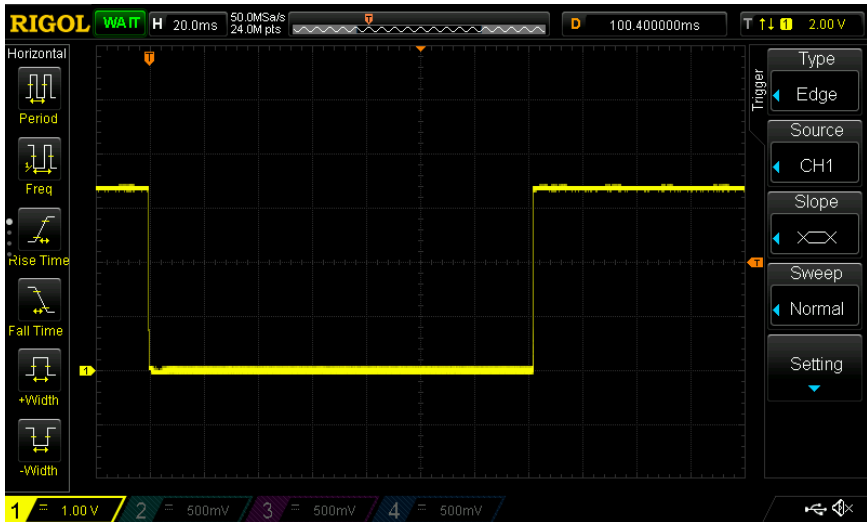 RIGOL WAIT H 20.0ms 50.0MSa/s D 100.400000ms T 1 2.00 V
24.0M pts
Horizontal
T
Period
1/
Freq
Rise Time
Fall Time
+Width
-Width
1
T
Trigger
Type
Edge
Source
CH1
Slope
Sweep
Normal
Setting
1 = 1.00 V 2 = 500mV 3 = 500mV 4 = 500mV